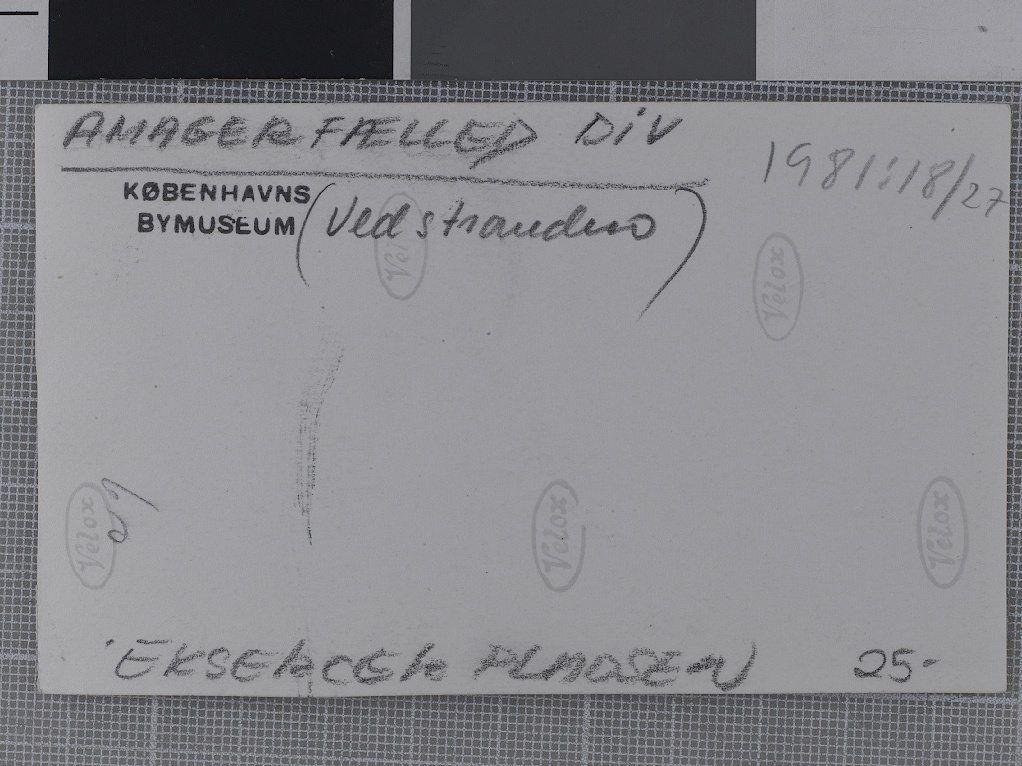 AMAGERFÆLLED DIV
1981:18/27
KØBENHAVNS
BYMUSEUM
(Ved stranden)
Velox
Velox
Velox
Velox
Velox
EKSERCER PLADSEN
25-